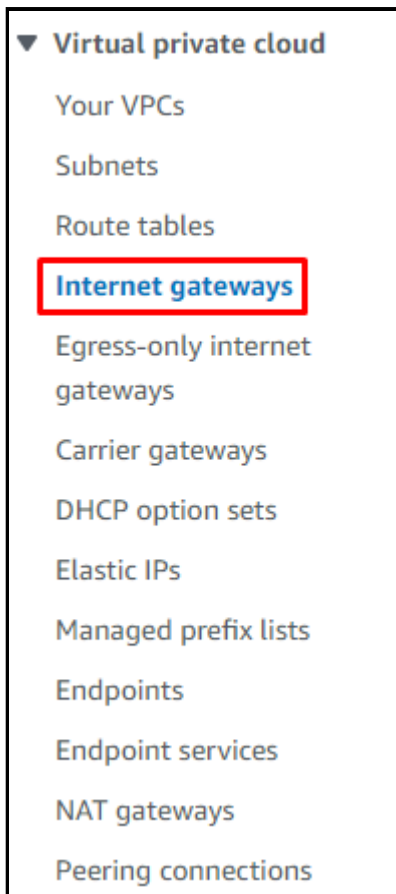 Virtual private cloud
Your VPCs
Subnets
Route tables
Internet gateways
Egress-only internet
gateways
Carrier gateways
DHCP option sets
Elastic IPs
Managed prefix lists
Endpoints
Endpoint services
NAT gateways
Peering connections